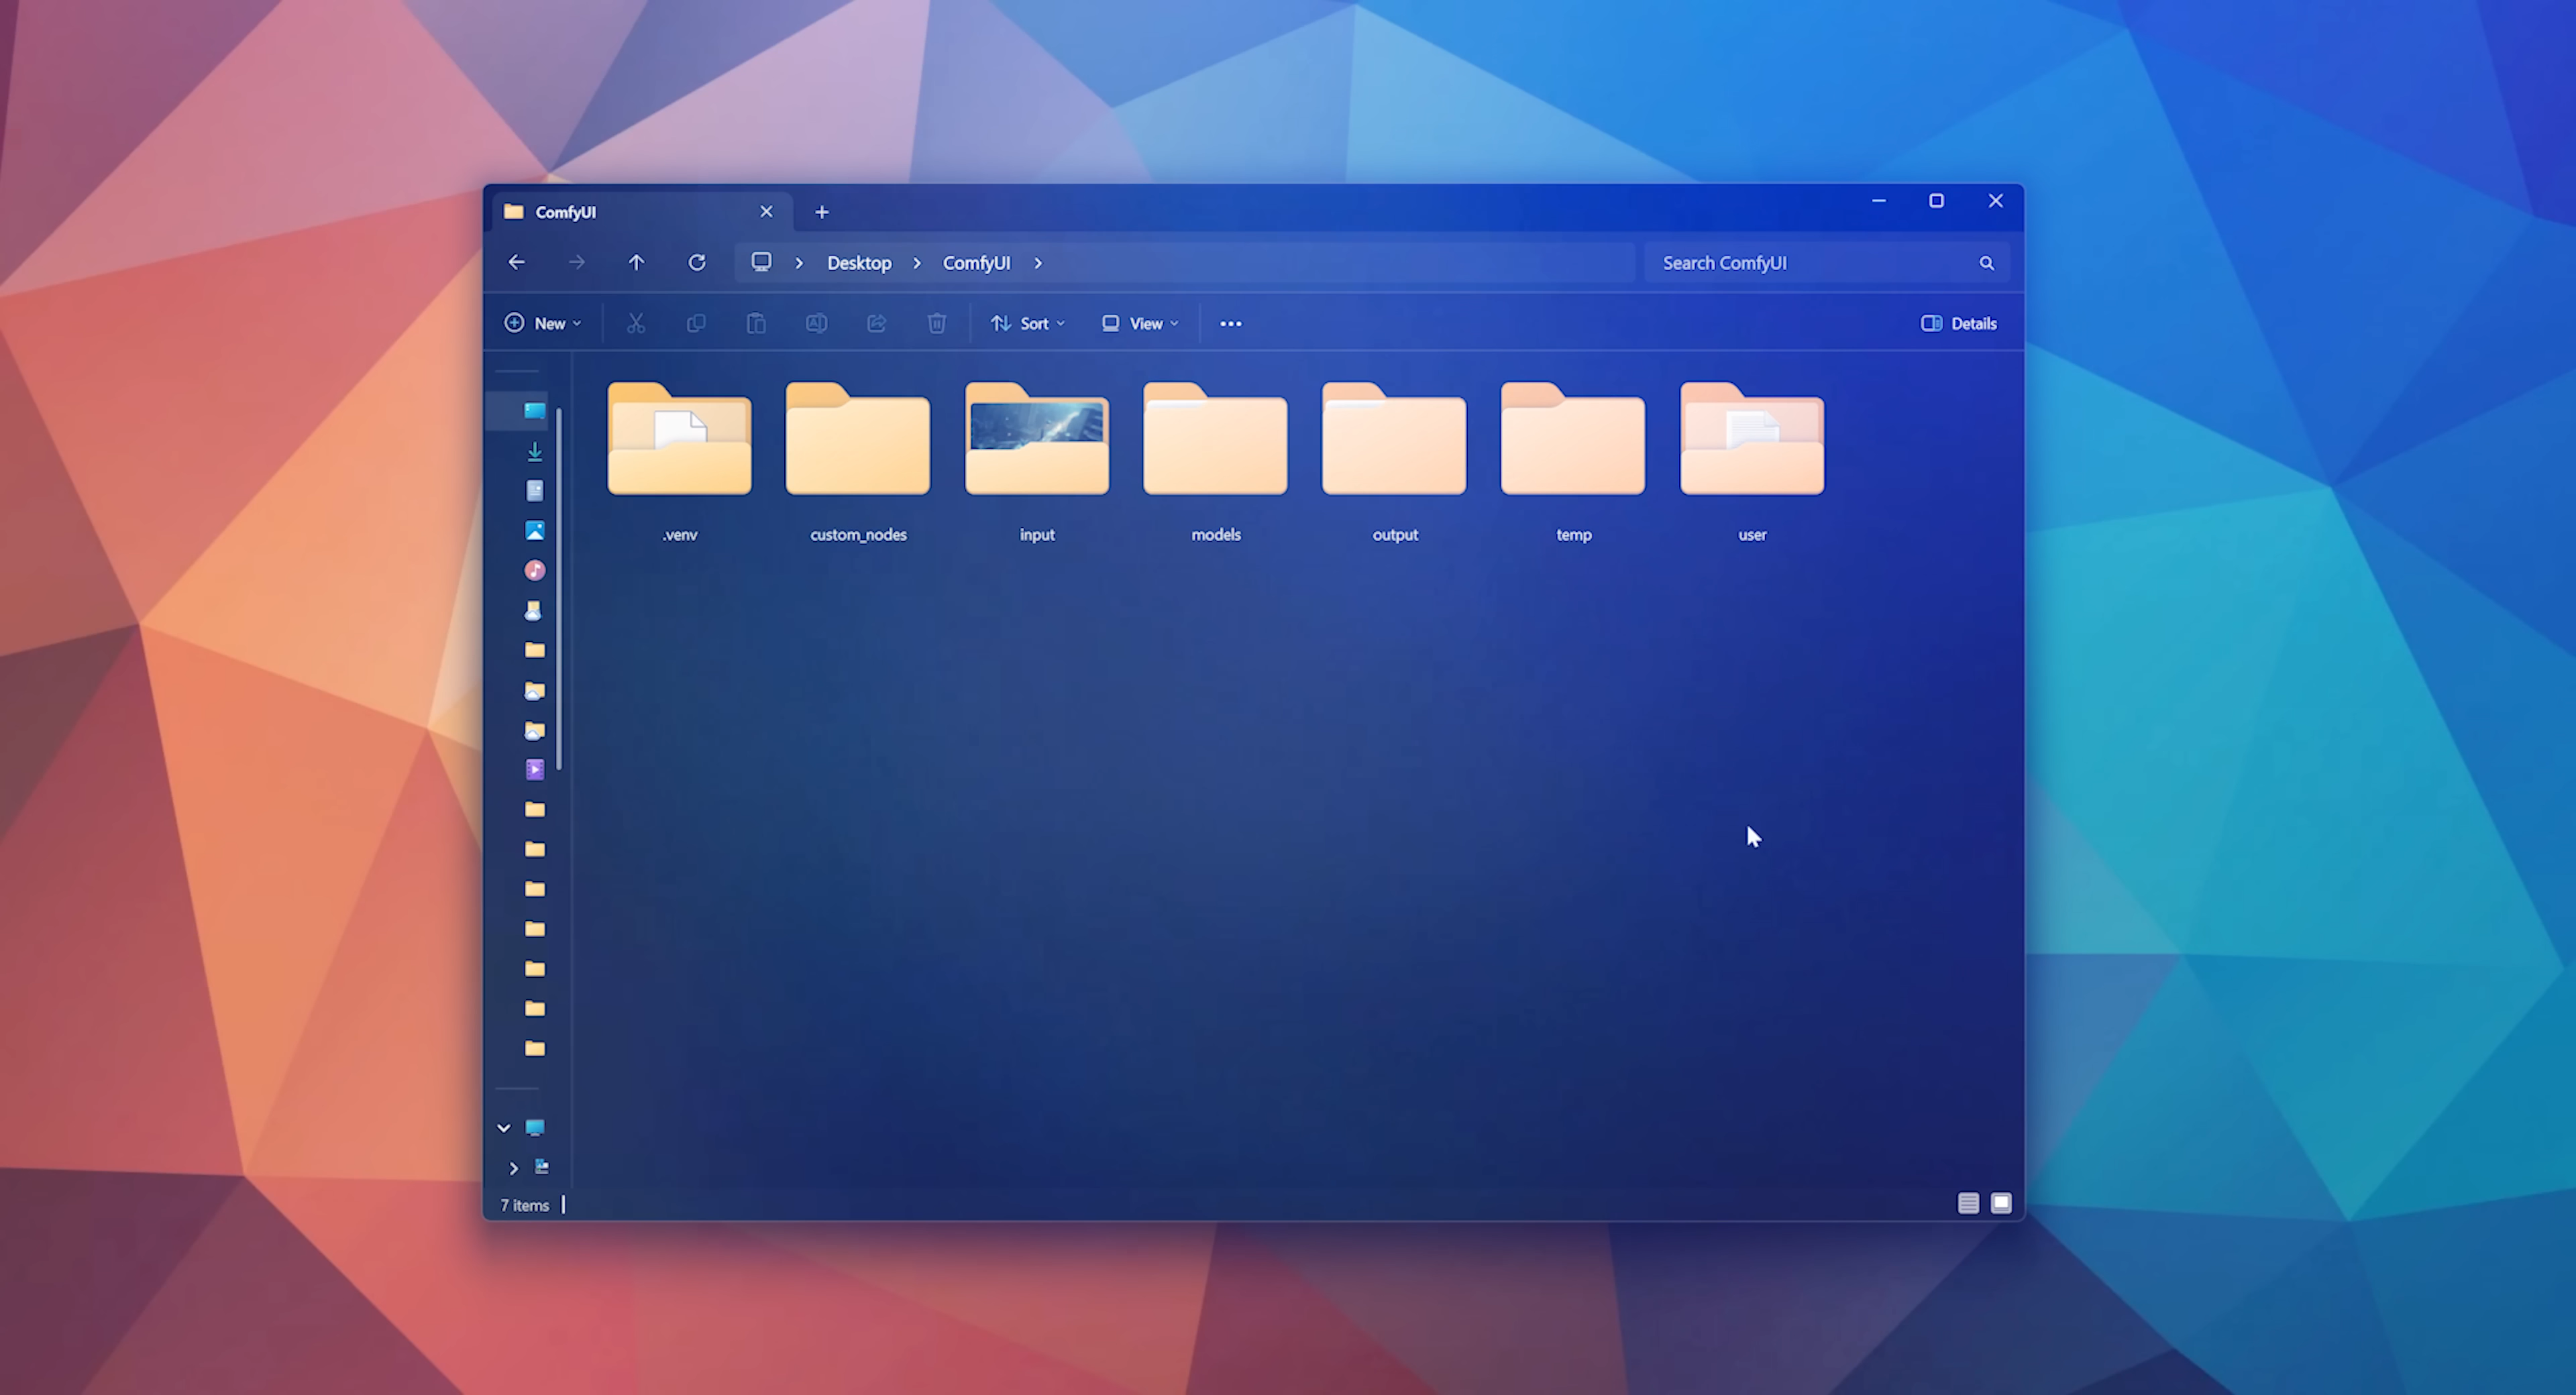 ComfyUI
Desktop ComfyUI
Search ComfyUI
New
Sort
View
Details
.venv
custom_nodes
input
models
output
temp
user
7 items